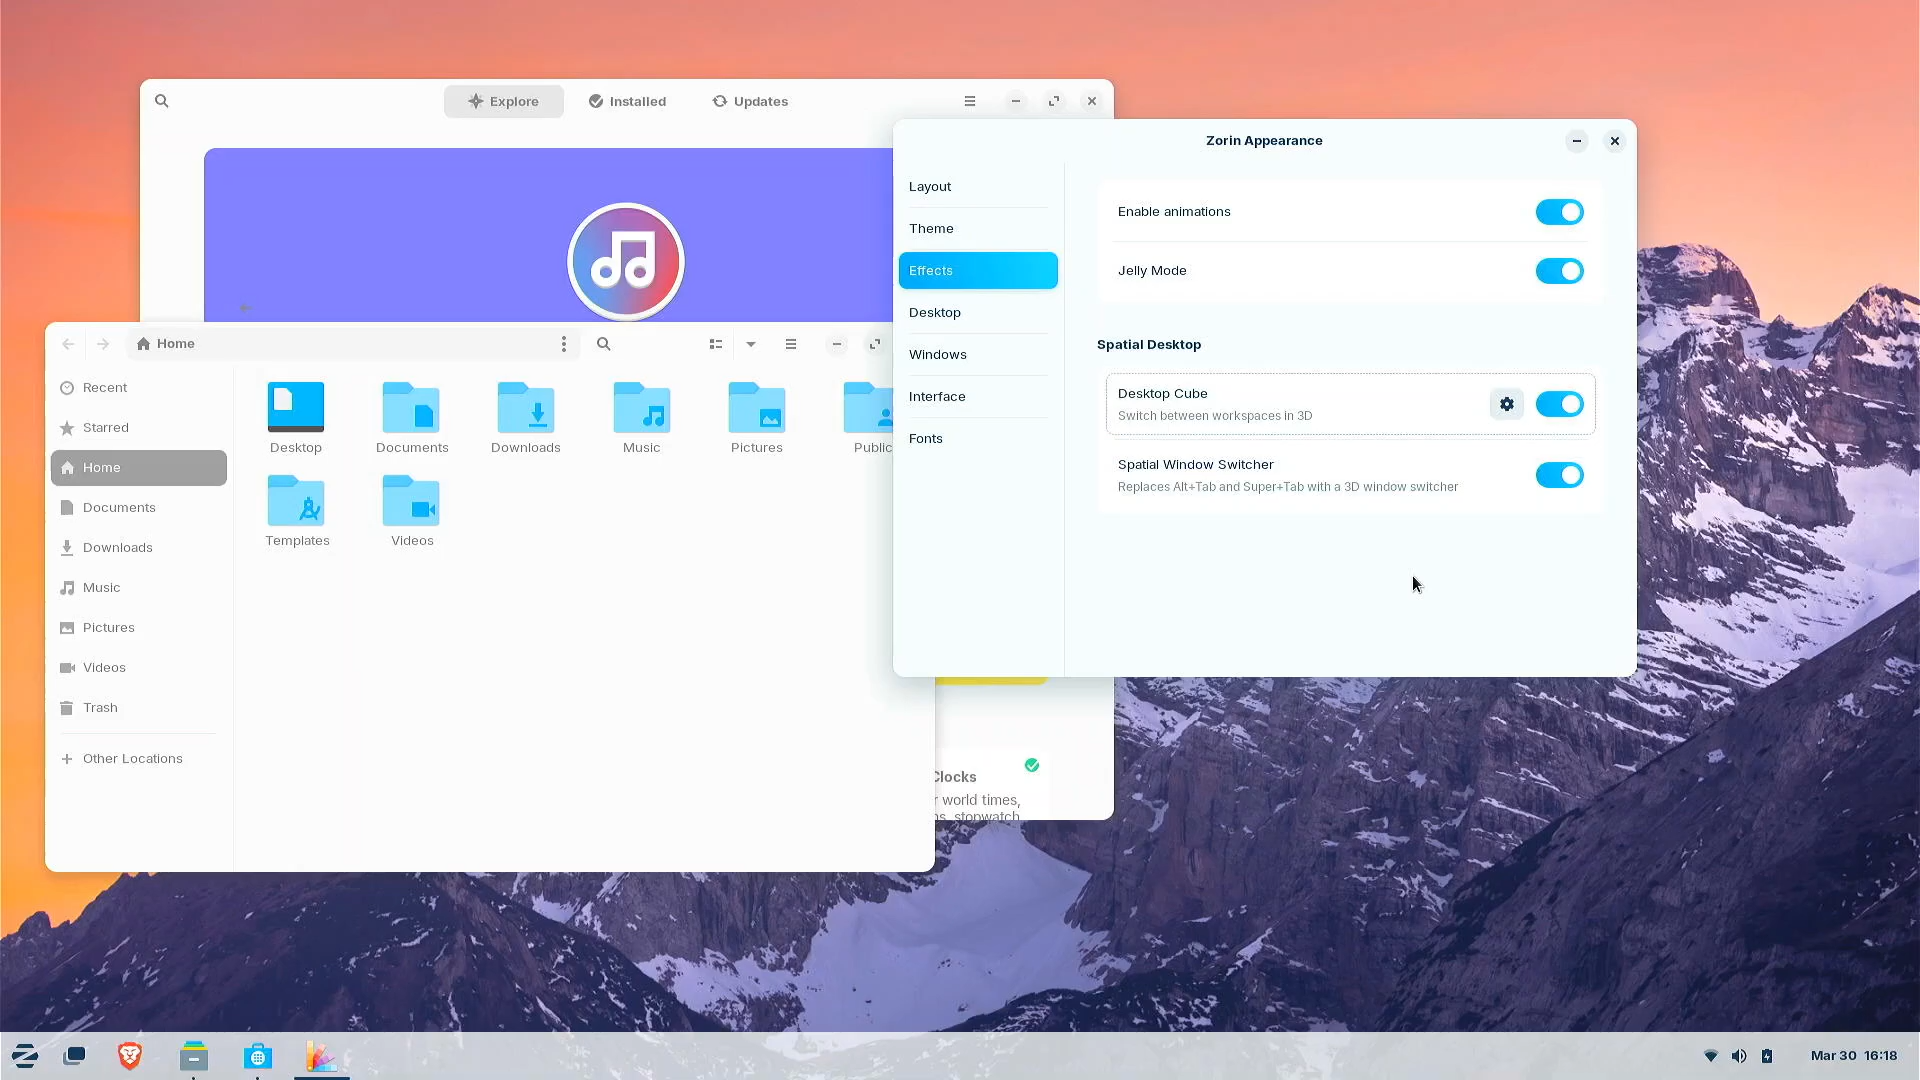 Explore
Installed
Updates
Zorin Appearance
Layout
Theme
Effects
Desktop
Windows
Interface
Fonts
Enable animations
Jelly Mode
Spatial Desktop
Desktop Cube
Switch between workspaces in 3D
Spatial Window Switcher
Replaces Alt+Tab and Super+Tab with a 3D window switcher
Home
Recent
Starred
Home
Documents
Downloads
Music
Pictures
Videos
Trash
Other Locations
Desktop
Documents
Downloads
Music
Pictures
Public
Templates
Videos
Clocks
world times,
stopwatch
Mar 30 16:18